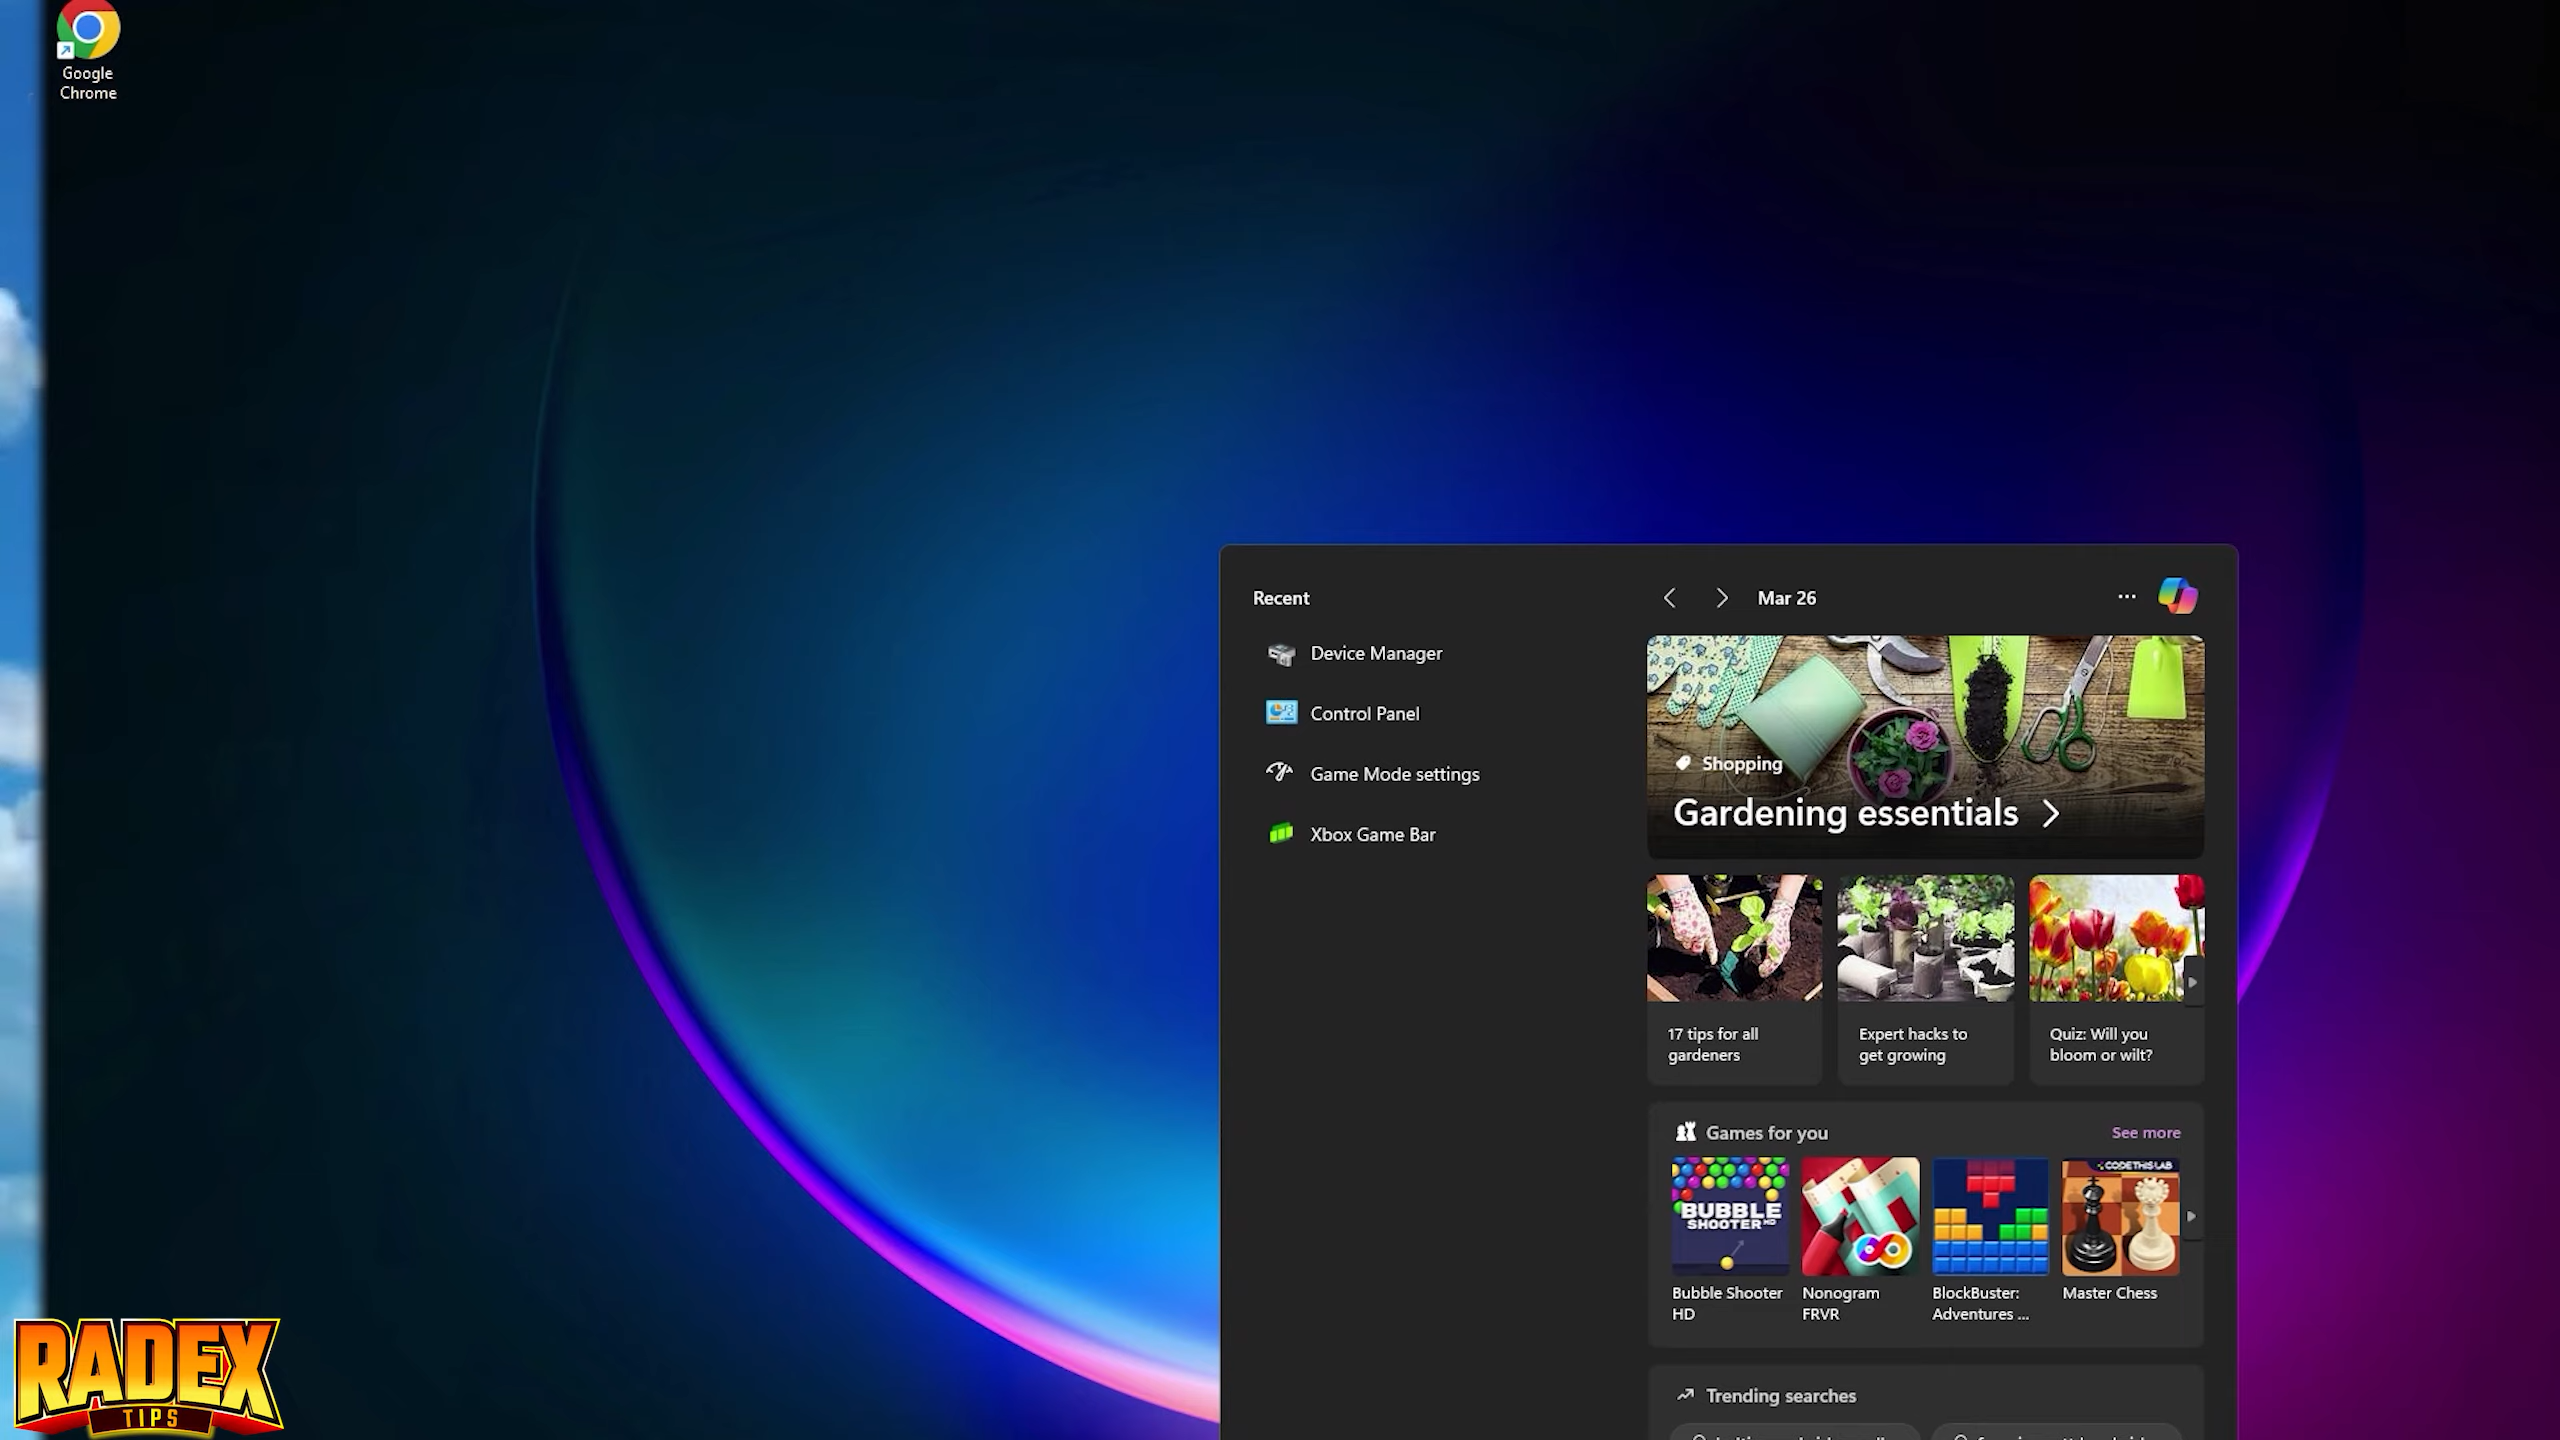 Google
Chrome
Recent
Device Manager
Control Panel
Game Mode settings
Xbox Game Bar
Mar 26
Shopping
Gardening essentials
17 tips for all
gardeners
Expert hacks to
get growing
Quiz: Will you
bloom or wilt?
Games for you
See more
BUBBLE
SHOOTER HD
CODETHISLAB
Bubble Shooter
HD
Nonogram
FRVR
BlockBuster:
Adventures ...
Master Chess
Trending searches
RADEX
TIPS